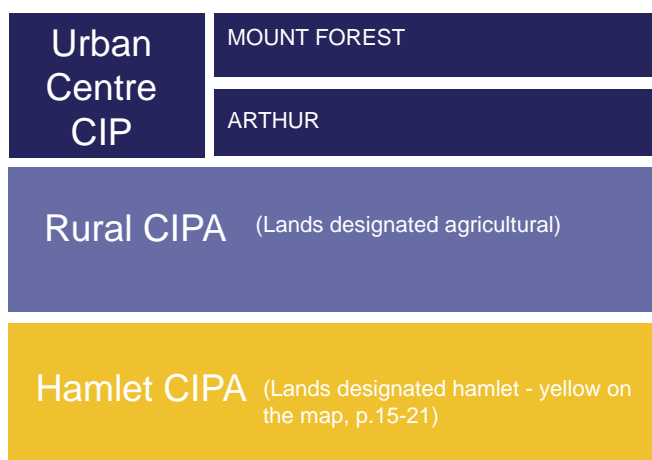 Urban
Centre
CIP
MOUNT FOREST
ARTHUR
Rural CIPA (Lands designated agricultural)
Hamlet CIPA (Lands designated hamlet - yellow on
the map, p.15-21)